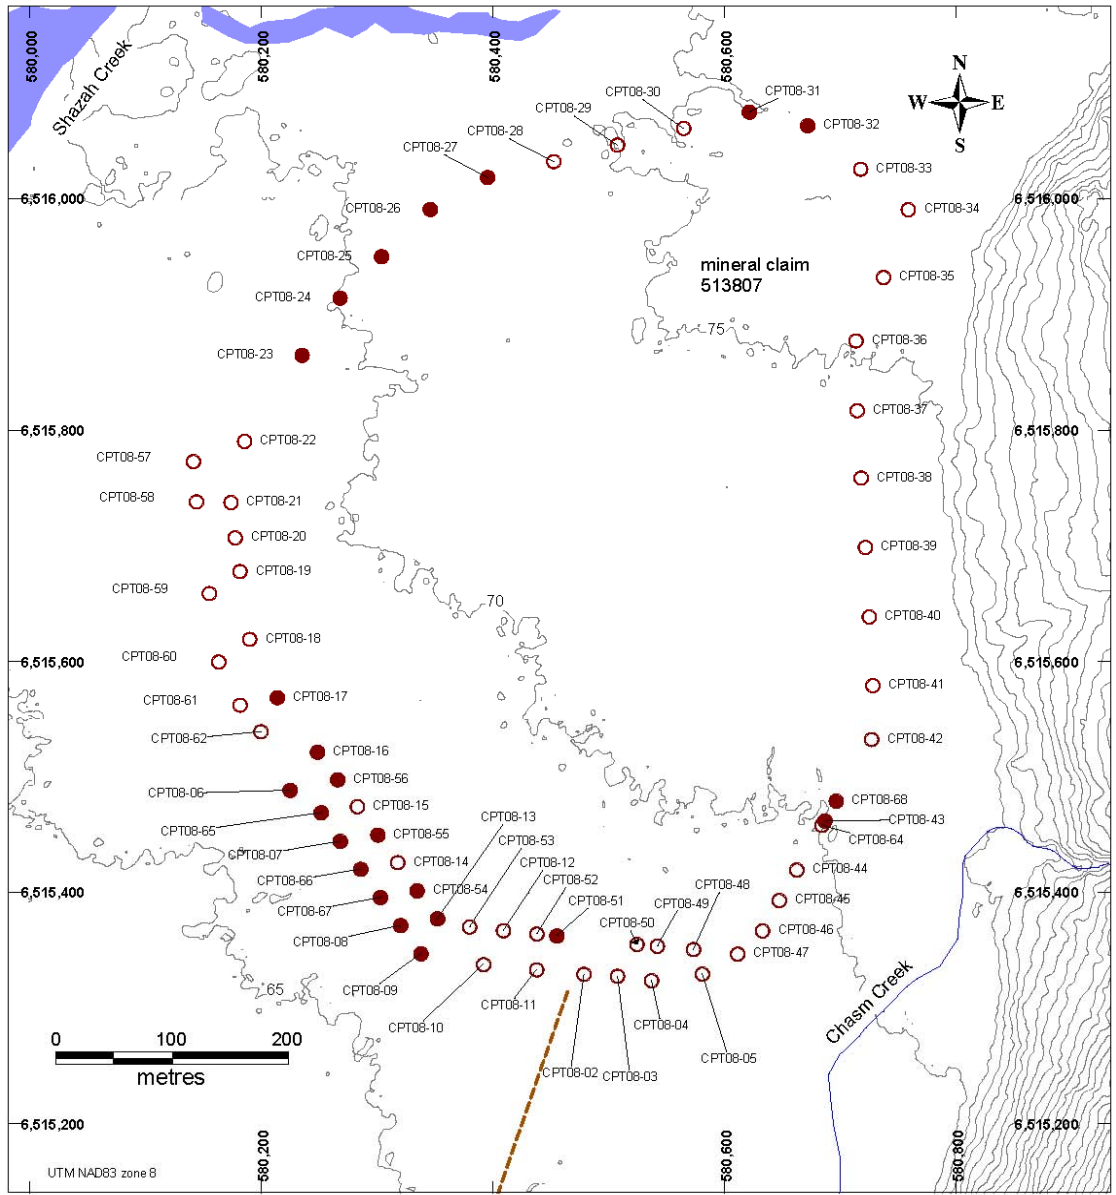 580,000
580,200
580,400
580,600
Shazah Creek
N
W
E
S
CPT08-31
CPT08-30
CPT08-29
CPT08-28
CPT08-27
CPT08-32
CPT08-33
6,516,000
6,516,000
CPT08-26
CPT08-34
CPT08-25
mineral claim
513807
CPT08-35
CPT08-24
75
CPT08-36
CPT08-23
CPT08-37
6,515,800
6,515,800
CPT08-22
CPT08-57
CPT08-38
CPT08-58
CPT08-21
CPT08-20
CPT08-39
CPT08-19
CPT08-59
70
CPT08-40
CPT08-18
CPT08-60
6,515,600
6,515,600
CPT08-41
CPT08-17
CPT08-61
CPT08-62
CPT08-42
CPT08-16
CPT08-56
CPT08-06
CPT08-68
CPT08-15
CPT08-13
CPT08-43
CPT08-65
CPT08-55
CPT08-53
CPT08-64
CPT08-07
CPT08-14
CPT08-12
CPT08-44
CPT08-66
CPT08-52
CPT08-48
CPT08-54
6,515,400
6,515,400
CPT08-51
CPT08-49
CPT08-45
CPT08-67
CPT08-50
CPT08-46
CPT08-08
CPT08-47
65
CPT08-09
CPT08-11
CPT08-10
CPT08-04
Chasm Creek
CPT08-05
CPT08-02
CPT08-03
0
100
200
metres
6,515,200
6,515,200
580,200
580,600
580,800
UTM NAD83 zone 8